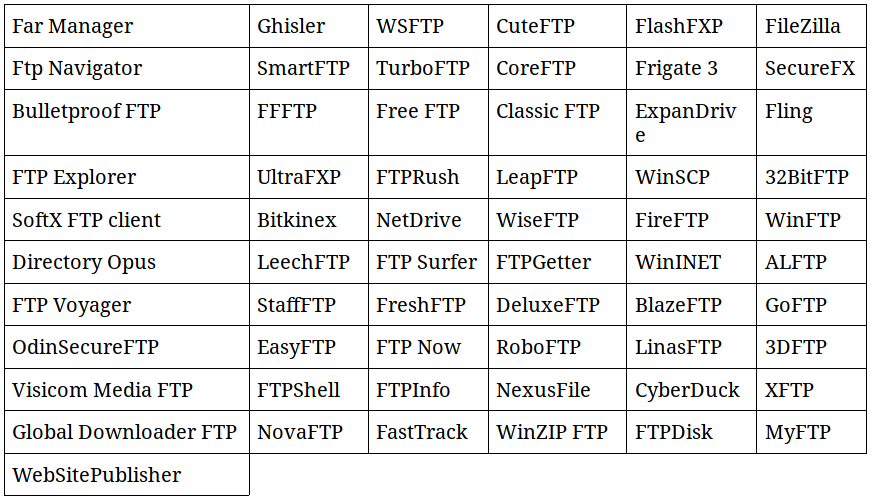 Far Manager Ghisler WSFTP CuteFTP FlashFXP FileZilla
Ftp Navigator SmartFTP TurboFTP CoreFTP Frigate 3 SecureFX
Bulletproof FTP FFFTP Free FTP Classic FTP ExpanDriv Fling
e
FTP Explorer UltraFXP FTPRush LeapFTP WinSCP 32BitFTP
SoftX FTP client Bitkinex NetDrive WiseFTP FireFTP WinFTP
Directory Opus LeechFTP FTP Surfer FTPGetter WinINET ALFTP
FTP Voyager StaffFTP FreshFTP DeluxeFTP BlazeFTP GoFTP
OdinSecureFTP EasyFTP FTP Now RoboFTP LinasFTP 3DFTP
Visicom Media FTP FTPShell FTPInfo NexusFile CyberDuck XFTP
Global Downloader FTP NovaFTP FastTrack WinZIP FTP FTPDisk MyFTP
WebSitePublisher